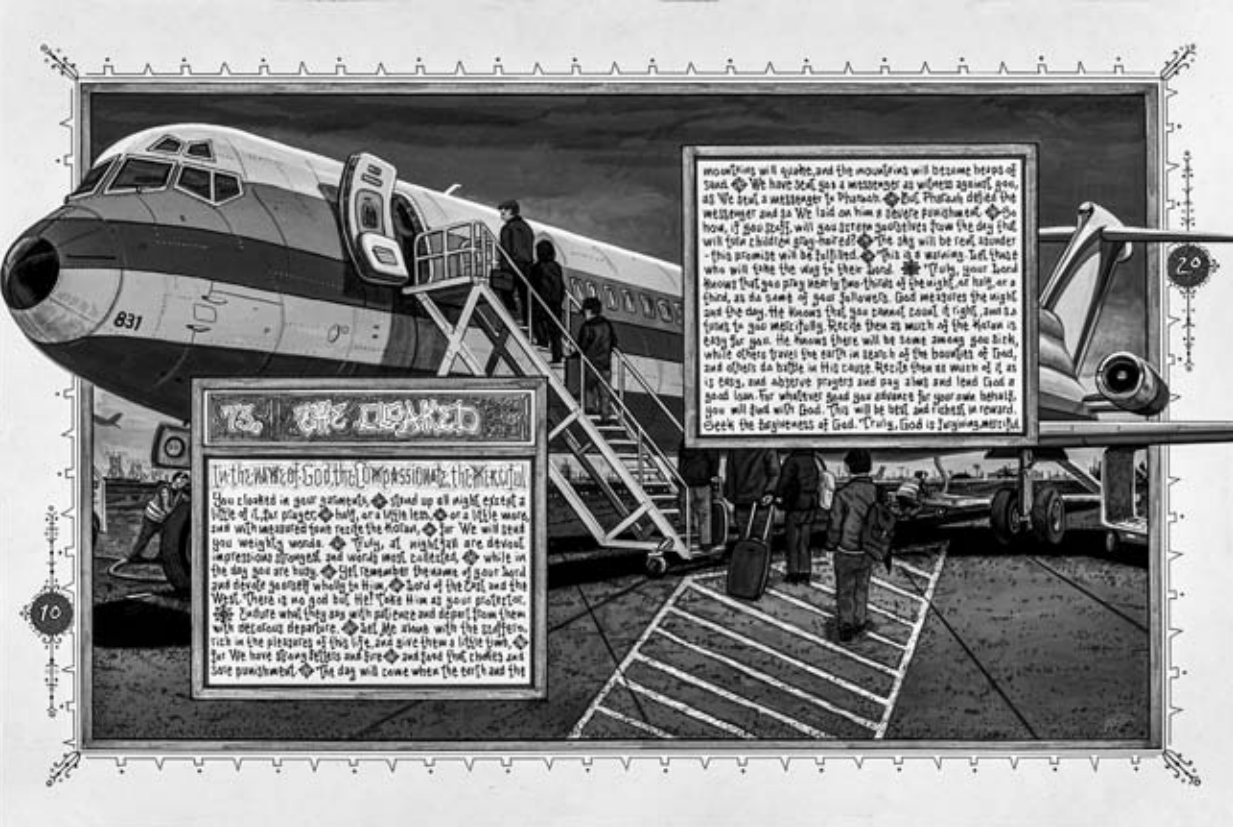 831
73. THE CLOAKED
In the name of God, the Compassionate, the Merciful
You cloaked in your garments, stand up all night except a
little of it, for prayer, half, or a little less, or a little more,
and with measured tone recite the Koran, for We will send
you weighty words. Truly, at nightfall are devout
impressions strongest and words most collected, while in
the day you are busy. Yet remember the name of your Lord
and devote yourself wholly to Him. Lord of the East and the
West. There is no god but He! Take Him as your protector.
Endure what they say with patience and depart from them
with decorous departure. Let Me alone with the scoffers
rich in the pleasures of this life, and give them a little time,
for We have strong fetters and fire and food that chokes and
sore punishment. The day will come when the earth and the
10
mountains will quake, and the mountains will become heaps of
sand. We have sent you a messenger as witness against you,
as We sent a messenger to Pharaoh. But Pharaoh defied the
messenger and so We laid on him a severe punishment. So
how, if you scoff, will you screen yourselves from the day that
will turn children gray-haired? The sky will be rent asunder
- this promise will be fulfilled. This is a warning. Let those
who will take the way to their Lord. Truly, your Lord
knows that you pray nearly two-thirds of the night, or half, or a
third, as do some of your followers. God measures the night
and the day. He knows that you cannot count it right, and so
turns to you mercifully. Recite then as much of the Koran is
easy for you. He knows there will be some among you sick,
while others travel the earth in search of the bounties of God,
and others do battle in His cause. Recite then as much of it as
is easy, and observe prayers and pay alms and lend God a
good loan. For whatever good you advance for your own behalf,
you will find with God. This will be best and richest in reward.
Seek the forgiveness of God. Truly, God is forgiving, merciful
20